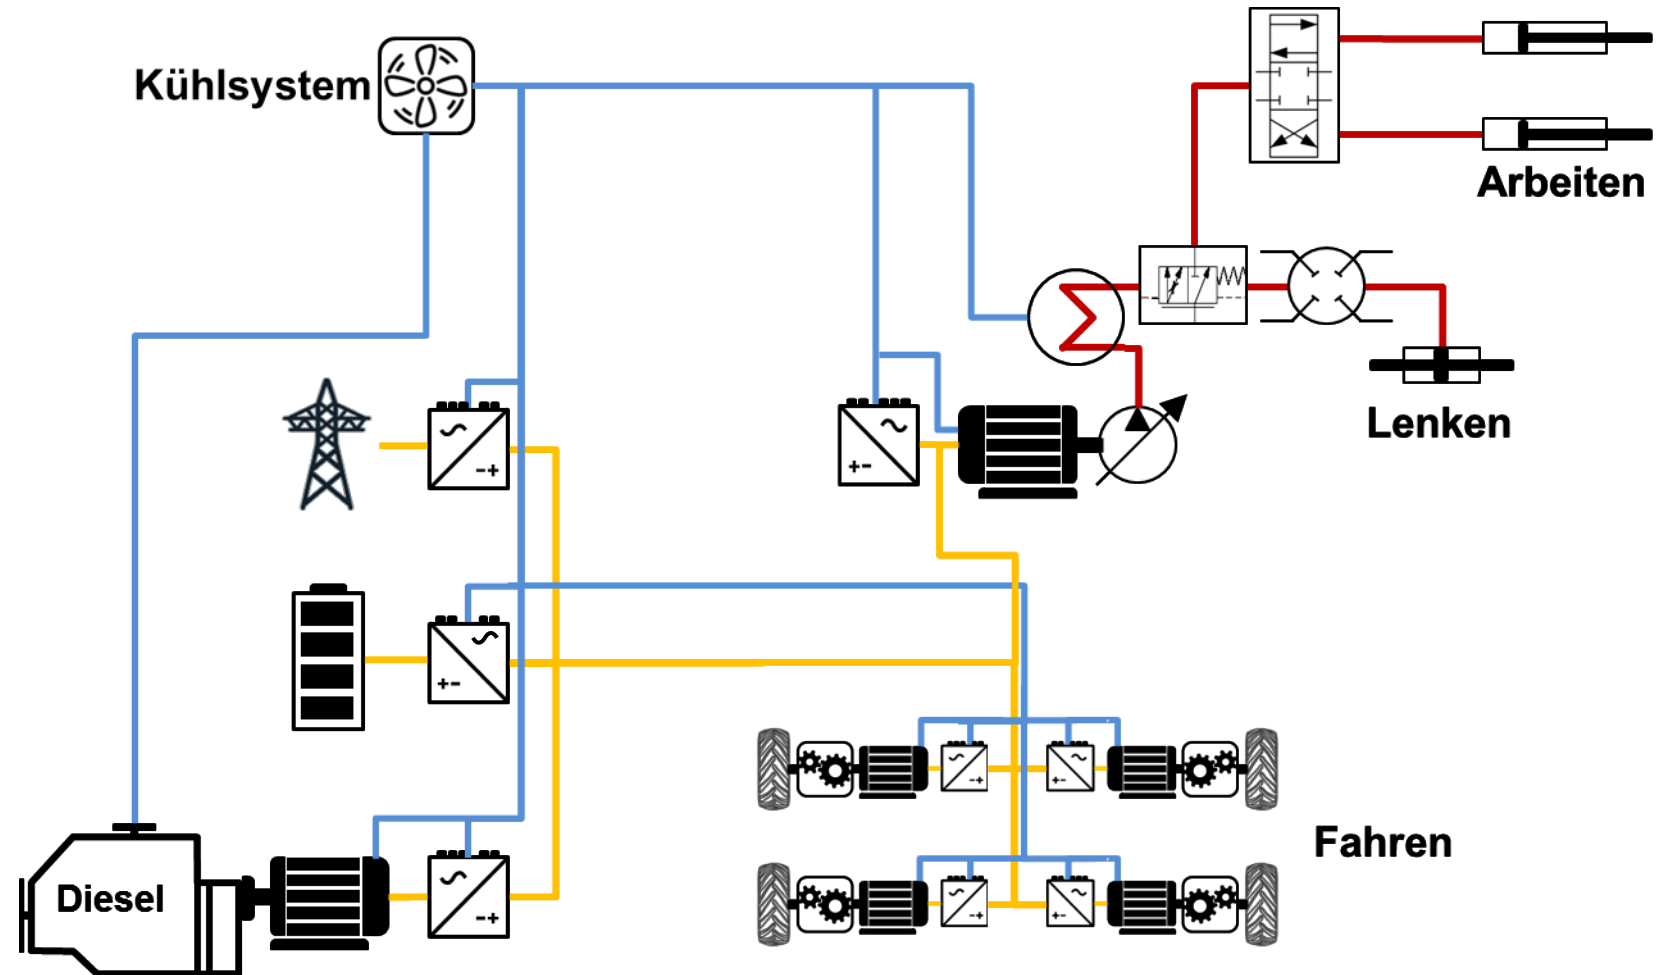 Kühlsystem
Arbeiten
Lenken
-+
+-
+-
-+
+-
-+
+-
Fahren
Diesel
-+
-+
+-